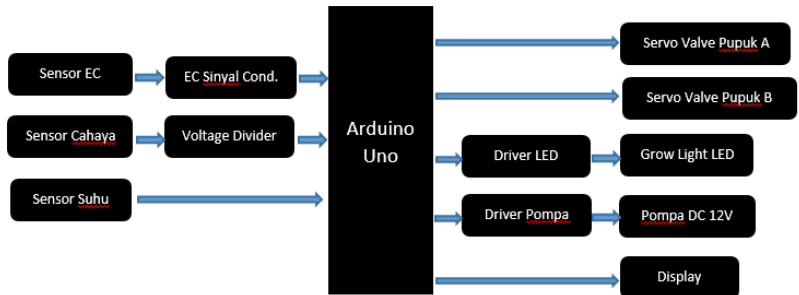 Sensor EC
EC Sinyal Cond.
Sensor Cahaya
Voltage Divider
Sensor Suhu
Arduino
Uno
Servo Valve Pupuk A
Servo Valve Pupuk B
Driver LED
Grow Light LED
Driver Pompa
Pompa DC 12V
Display